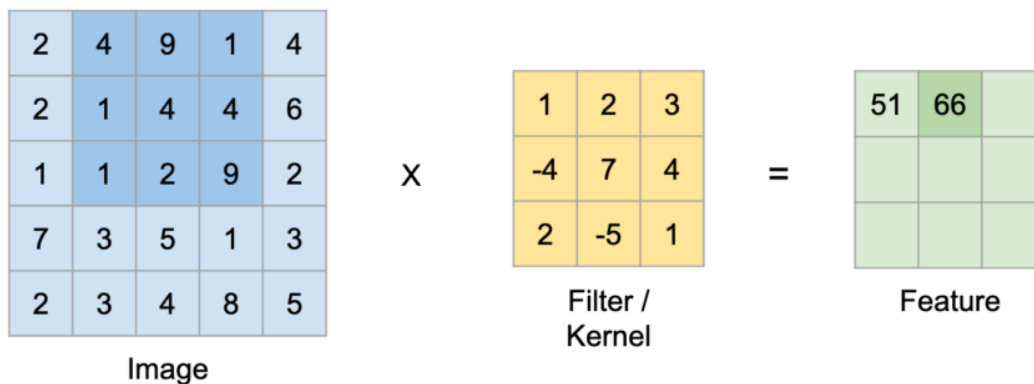 2 4 9 1 4
2 1 4 4 6
1 1 2 9 2
7 3 5 1 3
2 3 4 8 5
Image
X
1 2 3
-4 7 4
2 -5 1
Filter /
Kernel
=
51 66
Feature